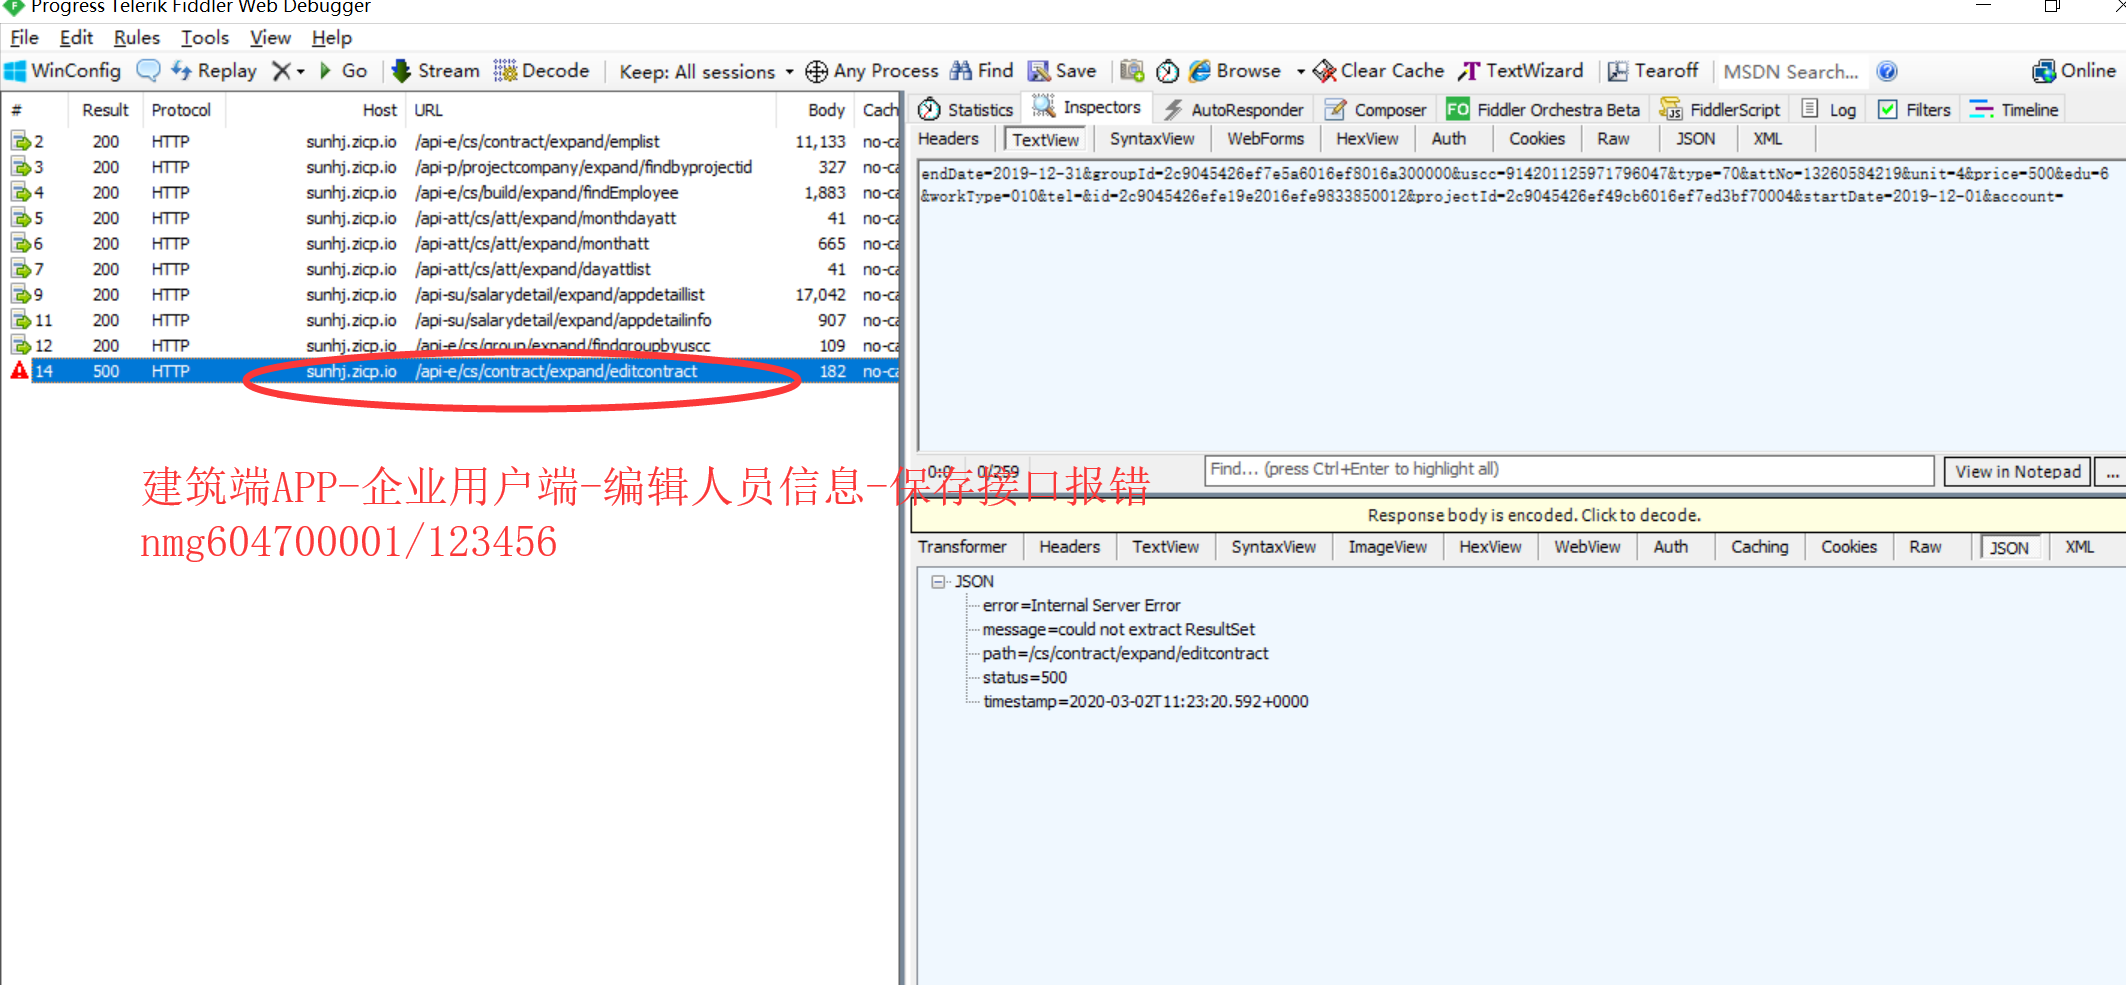 Progress Telerik Fiddler Web Debugger
File Edit Rules Tools View Help
WinConfig Replay Go Stream Decode Keep: All sessions Any Process Find Save Browse Clear Cache TextWizard Tearoff MSDN Search... Online
# Result Protocol Host URL Body Cach
2 200 HTTP sunhj.zicp.io /api-e/cs/contract/expand/emplist 11,133 no-ca
3 200 HTTP sunhj.zicp.io /api-p/projectcompany/expand/findbyprojectid 327 no-ca
4 200 HTTP sunhj.zicp.io /api-e/cs/build/expand/findEmployee 1,883 no-ca
5 200 HTTP sunhj.zicp.io /api-att/cs/att/expand/monthdayatt 41 no-ca
6 200 HTTP sunhj.zicp.io /api-att/cs/att/expand/monthatt 665 no-ca
7 200 HTTP sunhj.zicp.io /api-att/cs/att/expand/dayattlist 41 no-ca
9 200 HTTP sunhj.zicp.io /api-su/salarydetail/expand/appdetaillist 17,042 no-ca
11 200 HTTP sunhj.zicp.io /api-su/salarydetail/expand/appdetailinfo 907 no-ca
12 200 HTTP sunhj.zicp.io /api-e/cs/group/expand/findgroupbyuscc 109 no-ca
14 500 HTTP sunhj.zicp.io /api-e/cs/contract/expand/editcontract 182 no-ca
建筑端APP-企业用户端-编辑人员信息-保存接口报错
nmg604700001/123456
Statistics Inspectors AutoResponder Composer FO Fiddler Orchestra Beta FiddlerScript Log Filters Timeline
Headers TextView SyntaxView WebForms HexView Auth Cookies Raw JSON XML
endDate=2019-12-31&groupId=2c9045426ef7e5a6016ef8016a300000&uscc=914201125971796047&type=70&attNo=13260584219&unit=4&price=500&edu=6
&workType=010&tel=&id=2c9045426efe19e2016efe9833850012&projectId=2c9045426ef49cb6016ef7ed3bf70004&startDate=2019-12-01&account=
0:0 0/259 Find... (press Ctrl+Enter to highlight all) View in Notepad ...
Response body is encoded. Click to decode.
Transformer Headers TextView SyntaxView ImageView HexView WebView Auth Caching Cookies Raw JSON XML
JSON
error=Internal Server Error
message=could not extract ResultSet
path=/cs/contract/expand/editcontract
status=500
timestamp=2020-03-02T11:23:20.592+0000